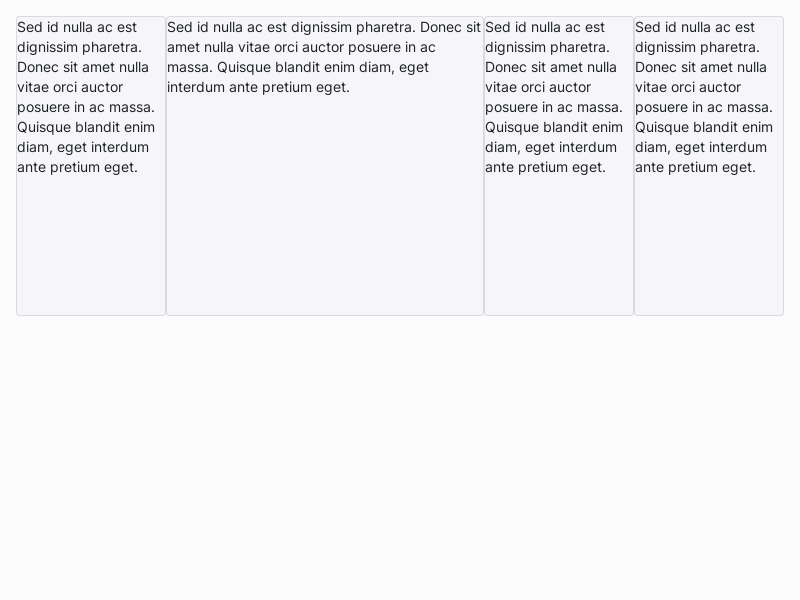 Sed id nulla ac est
dignissim pharetra.
Donec sit amet nulla
vitae orci auctor
posuere in ac massa.
Quisque blandit enim
diam, eget interdum
ante pretium eget.
Sed id nulla ac est dignissim pharetra. Donec sit
amet nulla vitae orci auctor posuere in ac
massa. Quisque blandit enim diam, eget
interdum ante pretium eget.
Sed id nulla ac est
dignissim pharetra.
Donec sit amet nulla
vitae orci auctor
posuere in ac massa.
Quisque blandit enim
diam, eget interdum
ante pretium eget.
Sed id nulla ac est
dignissim pharetra.
Donec sit amet nulla
vitae orci auctor
posuere in ac massa.
Quisque blandit enim
diam, eget interdum
ante pretium eget.